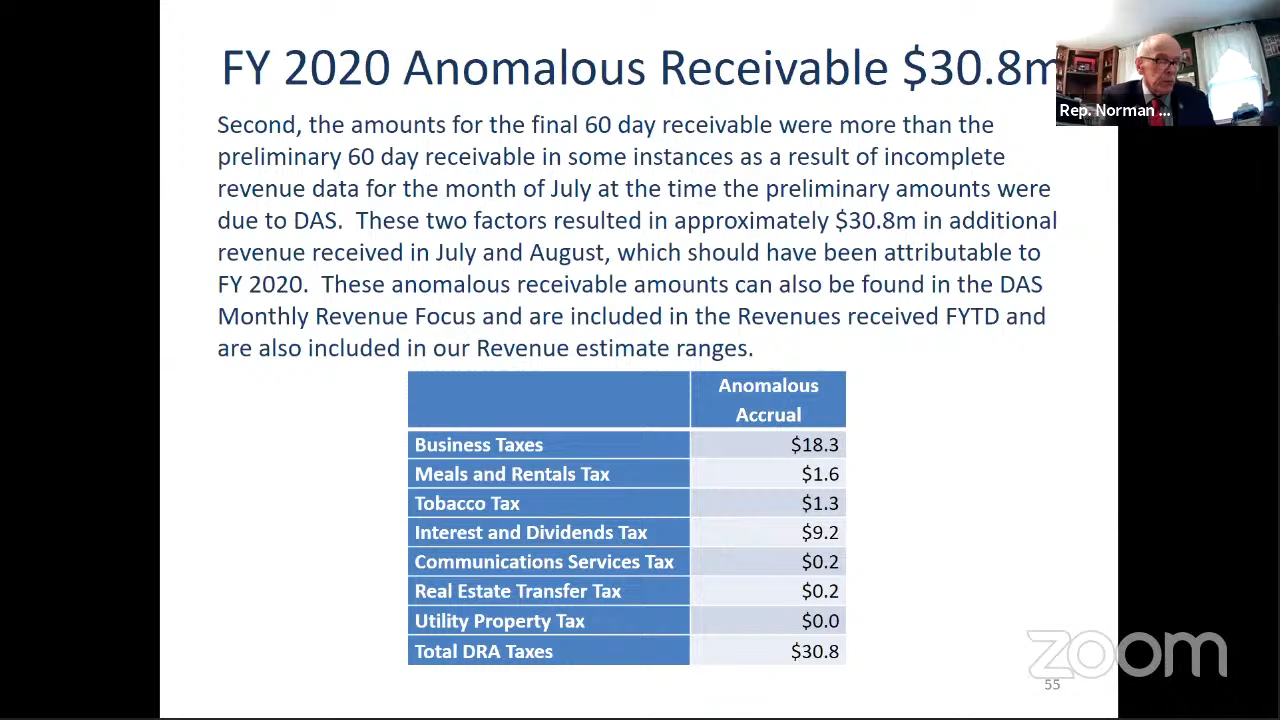 FY 2020 Anomalous Receivable $30.8m
Rep. Norman ...
Second, the amounts for the final 60 day receivable were more than the
preliminary 60 day receivable in some instances as a result of incomplete
revenue data for the month of July at the time the preliminary amounts were
due to DAS. These two factors resulted in approximately $30.8m in additional
revenue received in July and August, which should have been attributable to
FY 2020. These anomalous receivable amounts can also be found in the DAS
Monthly Revenue Focus and are included in the Revenues received FYTD and
are also included in our Revenue estimate ranges.
Anomalous
Accrual
Business Taxes $18.3
Meals and Rentals Tax $1.6
Tobacco Tax $1.3
Interest and Dividends Tax $9.2
Communications Services Tax $0.2
Real Estate Transfer Tax $0.2
Utility Property Tax $0.0
Total DRA Taxes $30.8
zoom
55